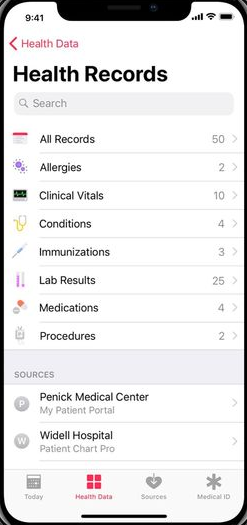 9:41
Health Data
Health Records
Search
All Records 50
Allergies 2
Clinical Vitals 10
Conditions 4
Immunizations 3
Lab Results 25
Medications 4
Procedures 2
SOURCES
P Penick Medical Center
My Patient Portal
W Widell Hospital
Patient Chart Pro
Today Health Data Sources Medical ID